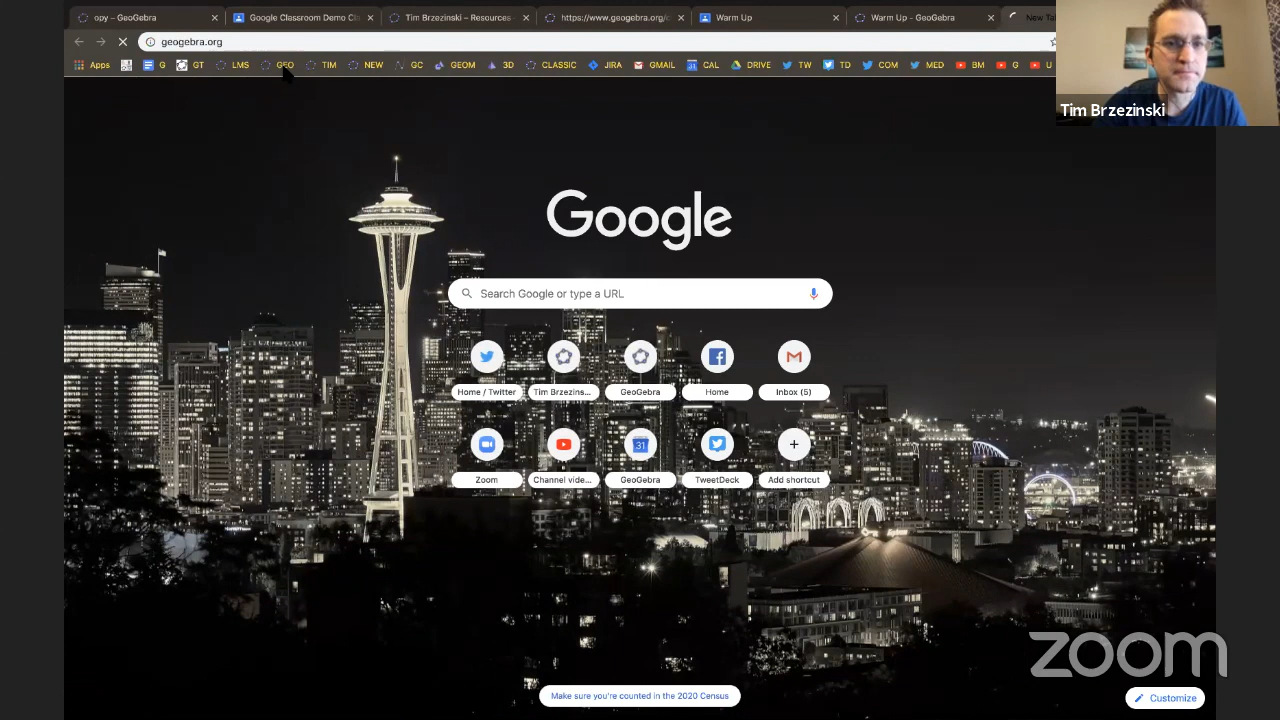 opy – GeoGebra
Google Classroom Demo Cl
Tim Brzezinski - Resources
https://www.geogebra.org/c
Warm Up
Warm Up - GeoGebra
New Ta
geogebra.org
Apps
G
GT
LMS
GEO
TIM
NEW
GC
GEOM
3D
CLASSIC
JIRA
GMAIL
CAL
DRIVE
TW
TD
COM
MED
BM
G
U
Tim Brzezinski
Google
Search Google or type a URL
Home / Twitter
Tim Brzezins...
GeoGebra
Home
Inbox (5)
31
Zoom
Channel vide...
GeoGebra
TweetDeck
Add shortcut
zoom
Make sure you're counted in the 2020 Census
Customize